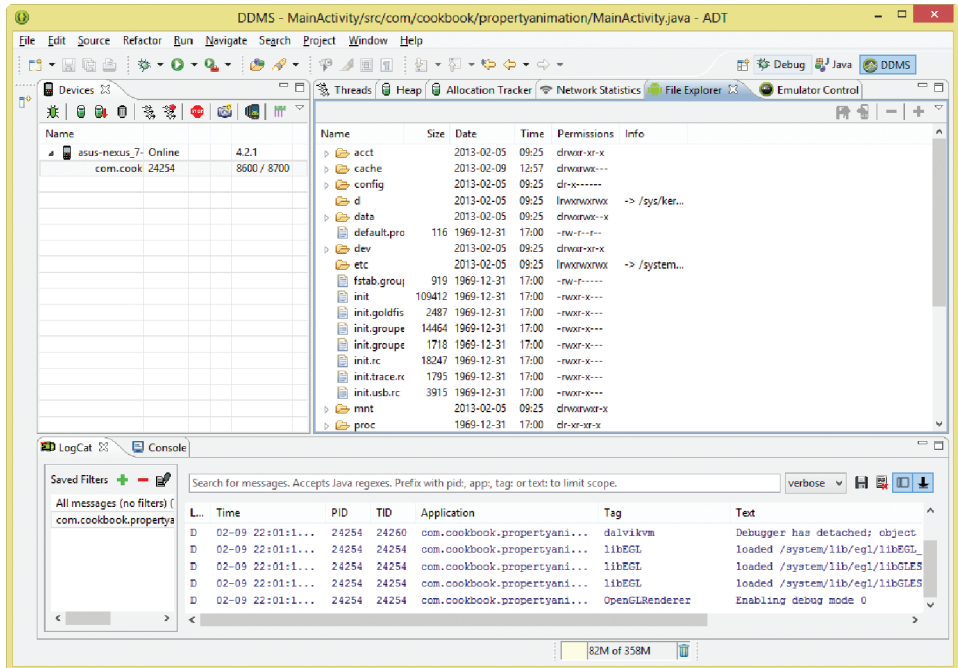 DDMS - MainActivity/src/com/cookbook/propertyanimation/MainActivity.java - ADT
File Edit Source Refactor Run Navigate Search Project Window Help
Debug Java DDMS
Devices
Name
asus-nexus_7- Online 4.2.1
com.cook 24254 8600 / 8700
Threads Heap Allocation Tracker Network Statistics File Explorer Emulator Control
Name Size Date Time Permissions Info
acct 2013-02-05 09:25 drwxr-xr-x
cache 2013-02-09 12:57 drwxrwx---
config 2013-02-05 09:25 dr-x------
d 2013-02-05 09:25 lrwxrwxrwx -> /sys/ker...
data 2013-02-05 09:25 drwxrwx--x
default.pro 116 1969-12-31 17:00 -rw-r--r--
dev 2013-02-05 09:25 drwxr-xr-x
etc 2013-02-05 09:25 lrwxrwxrwx -> /system...
fstab.group 919 1969-12-31 17:00 -rw-r-----
init 109412 1969-12-31 17:00 -rwxr-x---
init.goldfis 2487 1969-12-31 17:00 -rwxr-x---
init.groupe 14464 1969-12-31 17:00 -rwxr-x---
init.groupe 1718 1969-12-31 17:00 -rwxr-x---
init.rc 18247 1969-12-31 17:00 -rwxr-x---
init.trace.rc 1795 1969-12-31 17:00 -rwxr-x---
init.usb.rc 3915 1969-12-31 17:00 -rwxr-x---
mnt 2013-02-05 09:25 drwxrwxr-x
proc 1969-12-31 17:00 dr-xr-xr-x
LogCat Console
Saved Filters
All messages (no filters) (
com.cookbook.propertya
Search for messages. Accepts Java regexes. Prefix with pid:, app:, tag: or text: to limit scope.
verbose
L... Time PID TID Application Tag Text
D 02-09 22:01:1... 24254 24260 com.cookbook.propertyani... dalvikvm Debugger has detached; object
D 02-09 22:01:1... 24254 24254 com.cookbook.propertyani... libEGL loaded /system/lib/egl/libEGL_
D 02-09 22:01:1... 24254 24254 com.cookbook.propertyani... libEGL loaded /system/lib/egl/libGLES
D 02-09 22:01:1... 24254 24254 com.cookbook.propertyani... libEGL loaded /system/lib/egl/libGLES
D 02-09 22:01:1... 24254 24254 com.cookbook.propertyani... OpenGLRenderer Enabling debug mode 0
82M of 358M